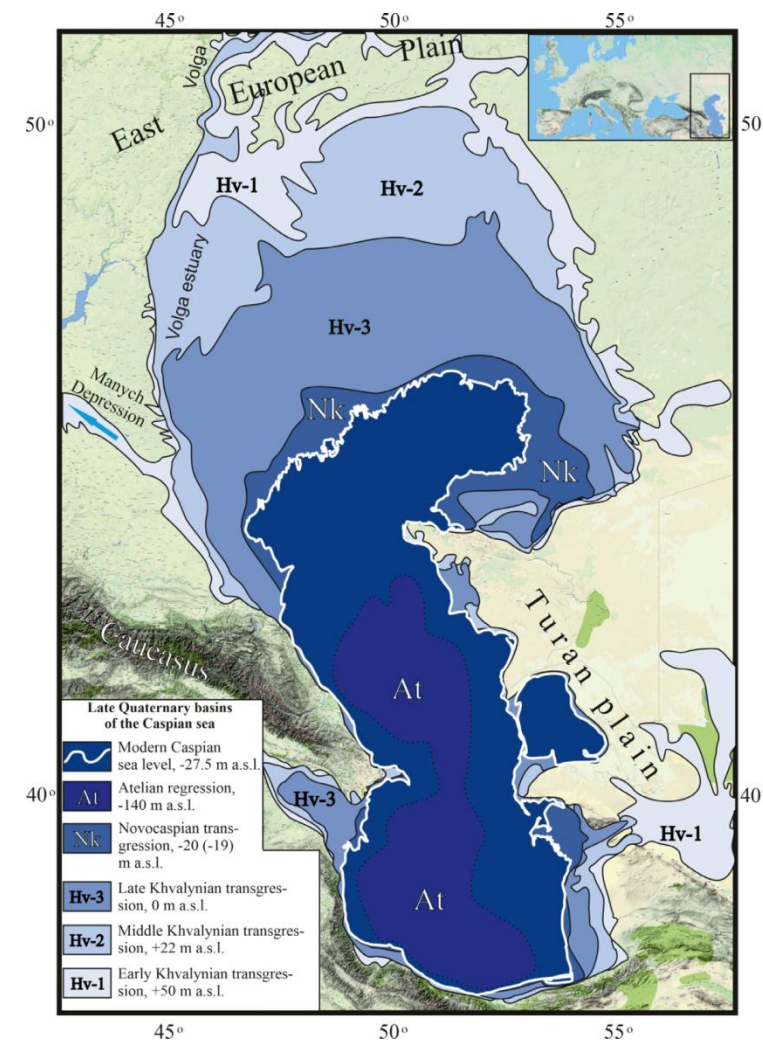 45° 50° 55°
Volga
European Plain
East
50°
50
Hv-1
Hv-2
Volga estuary
Hv-3
Manych
Depression
Nk
Nk
Turan plain
Caucasus
At
Late Quaternary basins
of the Caspian sea
Modern Caspian
sea level, -27.5 m a.s.l.
At
Atelian regression,
-140 m a.s.l.
Nk
Novocaspian trans-
gression, -20 (-19)
m a.s.l.
Hv-3
Late Khvalynian transgres-
sion, 0 m a.s.l.
Hv-2
Middle Khvalynian transgres-
sion, +22 m a.s.l.
Hv-1
Early Khvalynian transgres-
sion, +50 m a.s.l.
40°
Hv-3
40
Hv-1
At
45° 50° 55°